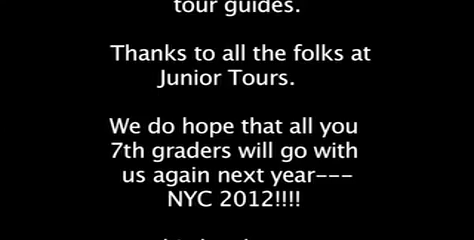 tour guides.
Thanks to all the folks at
Junior Tours.
We do hope that all you
7th graders will go with
us again next year---
NYC 2012!!!!